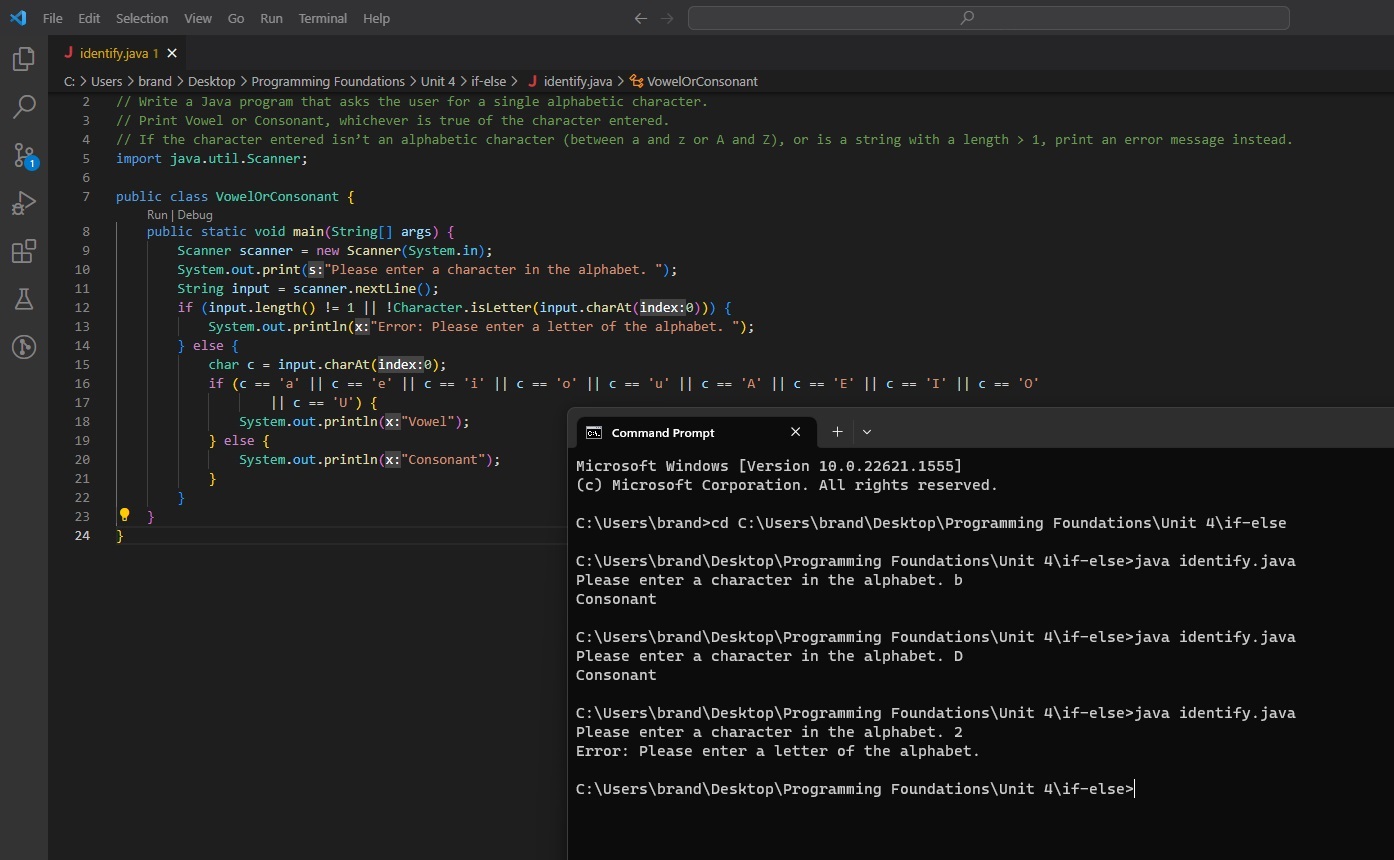 File Edit Selection View Go Run Terminal Help
J identify.java 1
C: > Users > brand > Desktop > Programming Foundations > Unit 4 > if-else > J identify.java > VowelOrConsonant
2 // Write a Java program that asks the user for a single alphabetic character.
3 // Print Vowel or Consonant, whichever is true of the character entered.
4 // If the character entered isn’t an alphabetic character (between a and z or A and Z), or is a string with a length > 1, print an error message instead.
5 import java.util.Scanner;
6
7 public class VowelOrConsonant {
Run | Debug
8 public static void main(String[] args) {
9 Scanner scanner = new Scanner(System.in);
10 System.out.print(s:"Please enter a character in the alphabet. ");
11 String input = scanner.nextLine();
12 if (input.length() != 1 || !Character.isLetter(input.charAt(index:0))) {
13 System.out.println(x:"Error: Please enter a letter of the alphabet. ");
14 } else {
15 char c = input.charAt(index:0);
16 if (c == 'a' || c == 'e' || c == 'i' || c == 'o' || c == 'u' || c == 'A' || c == 'E' || c == 'I' || c == 'O'
17 || c == 'U') {
18 System.out.println(x:"Vowel");
19 } else {
20 System.out.println(x:"Consonant");
21 }
22 }
23 }
24 }
1
Command Prompt
Microsoft Windows [Version 10.0.22621.1555]
(c) Microsoft Corporation. All rights reserved.
C:\Users\brand>cd C:\Users\brand\Desktop\Programming Foundations\Unit 4\if-else
C:\Users\brand\Desktop\Programming Foundations\Unit 4\if-else>java identify.java
Please enter a character in the alphabet. b
Consonant
C:\Users\brand\Desktop\Programming Foundations\Unit 4\if-else>java identify.java
Please enter a character in the alphabet. D
Consonant
C:\Users\brand\Desktop\Programming Foundations\Unit 4\if-else>java identify.java
Please enter a character in the alphabet. 2
Error: Please enter a letter of the alphabet.
C:\Users\brand\Desktop\Programming Foundations\Unit 4\if-else>